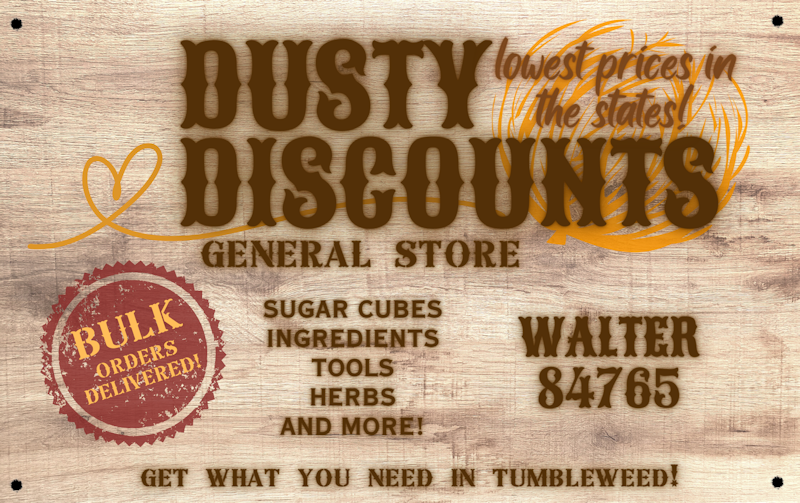 DUSTY
lowest prices in
the states!
DISCOUNTS
GENERAL STORE
BULK
ORDERS
DELIVERED!
SUGAR CUBES
INGREDIENTS
TOOLS
HERBS
AND MORE!
WALTER
84765
GET WHAT YOU NEED IN TUMBLEWEED!